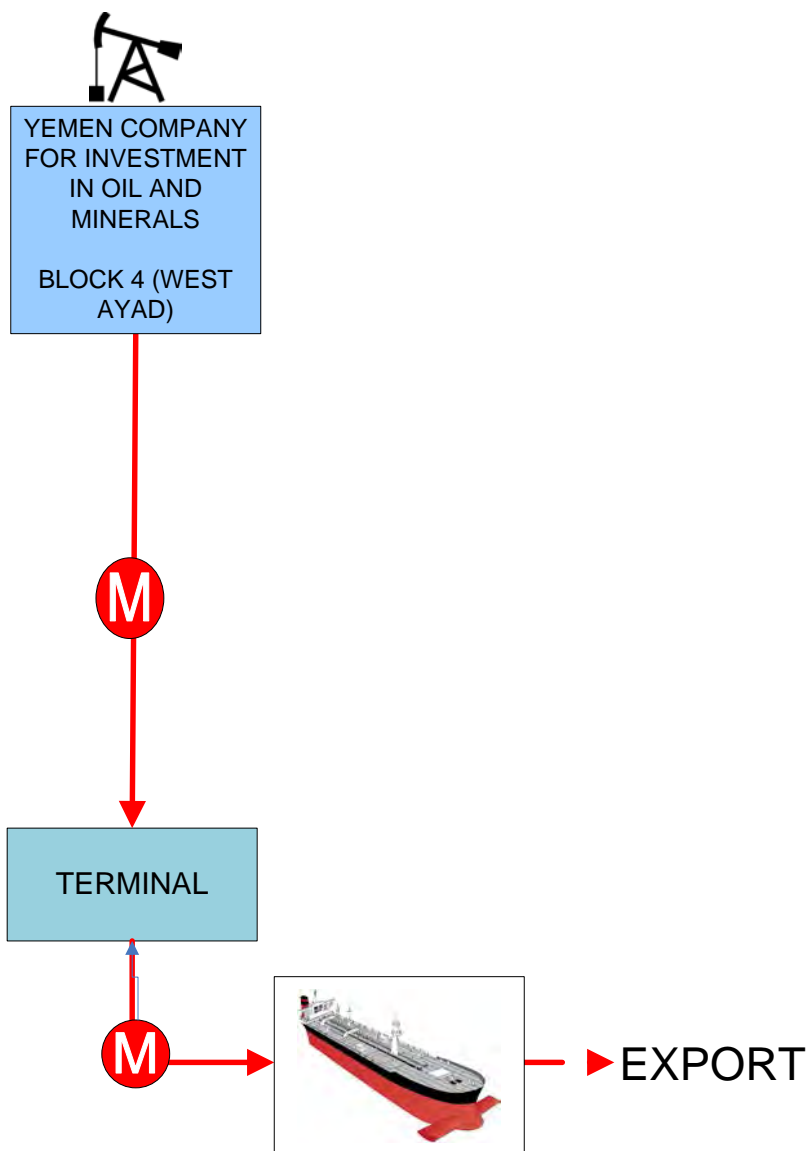 YEMEN COMPANY
FOR INVESTMENT
IN OIL AND
MINERALS
BLOCK 4 (WEST
AYAD)
M
TERMINAL
M
EXPORT